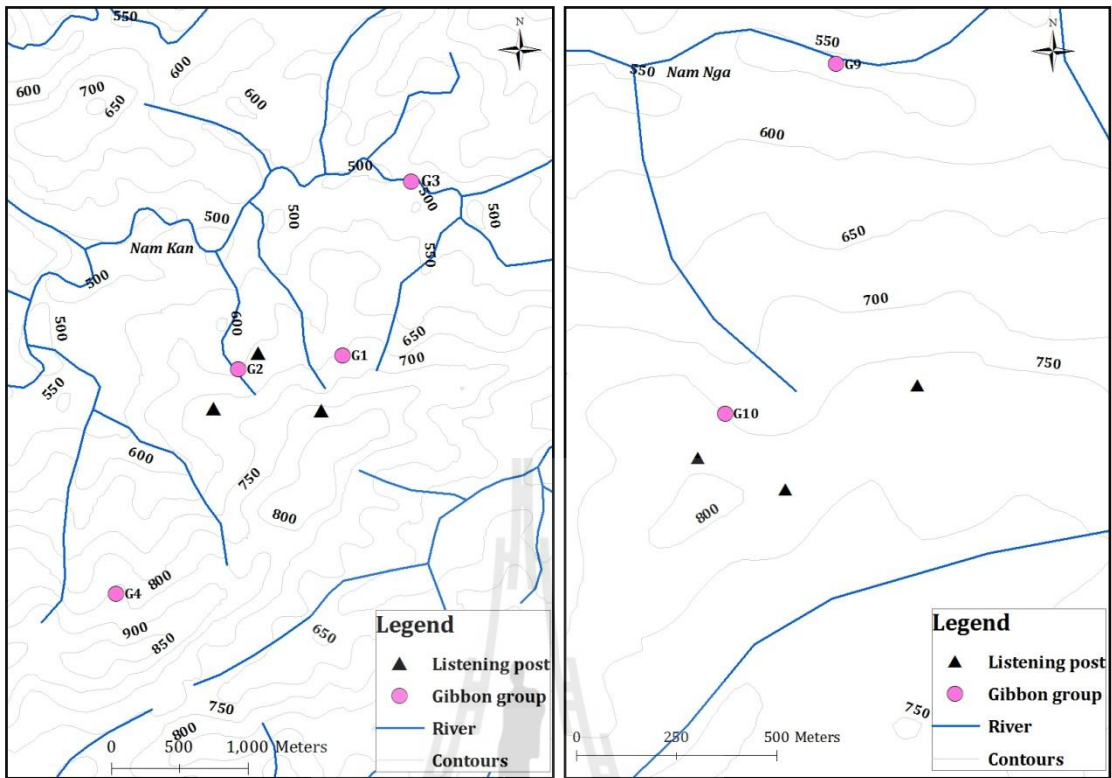 550
N
600
600
700
650
600
500
G3
500
500
500
500
Nam Kan
550
500
600
500
650
G1
700
G2
550
600
750
800
G4
800
900
850
650
750
800
0 500 1,000 Meters
Legend
Listening post
Gibbon group
River
Contours
550
N
550
Nam Nga
G9
600
650
700
750
G10
800
750
0 250 500 Meters
Legend
Listening post
Gibbon group
River
Contours